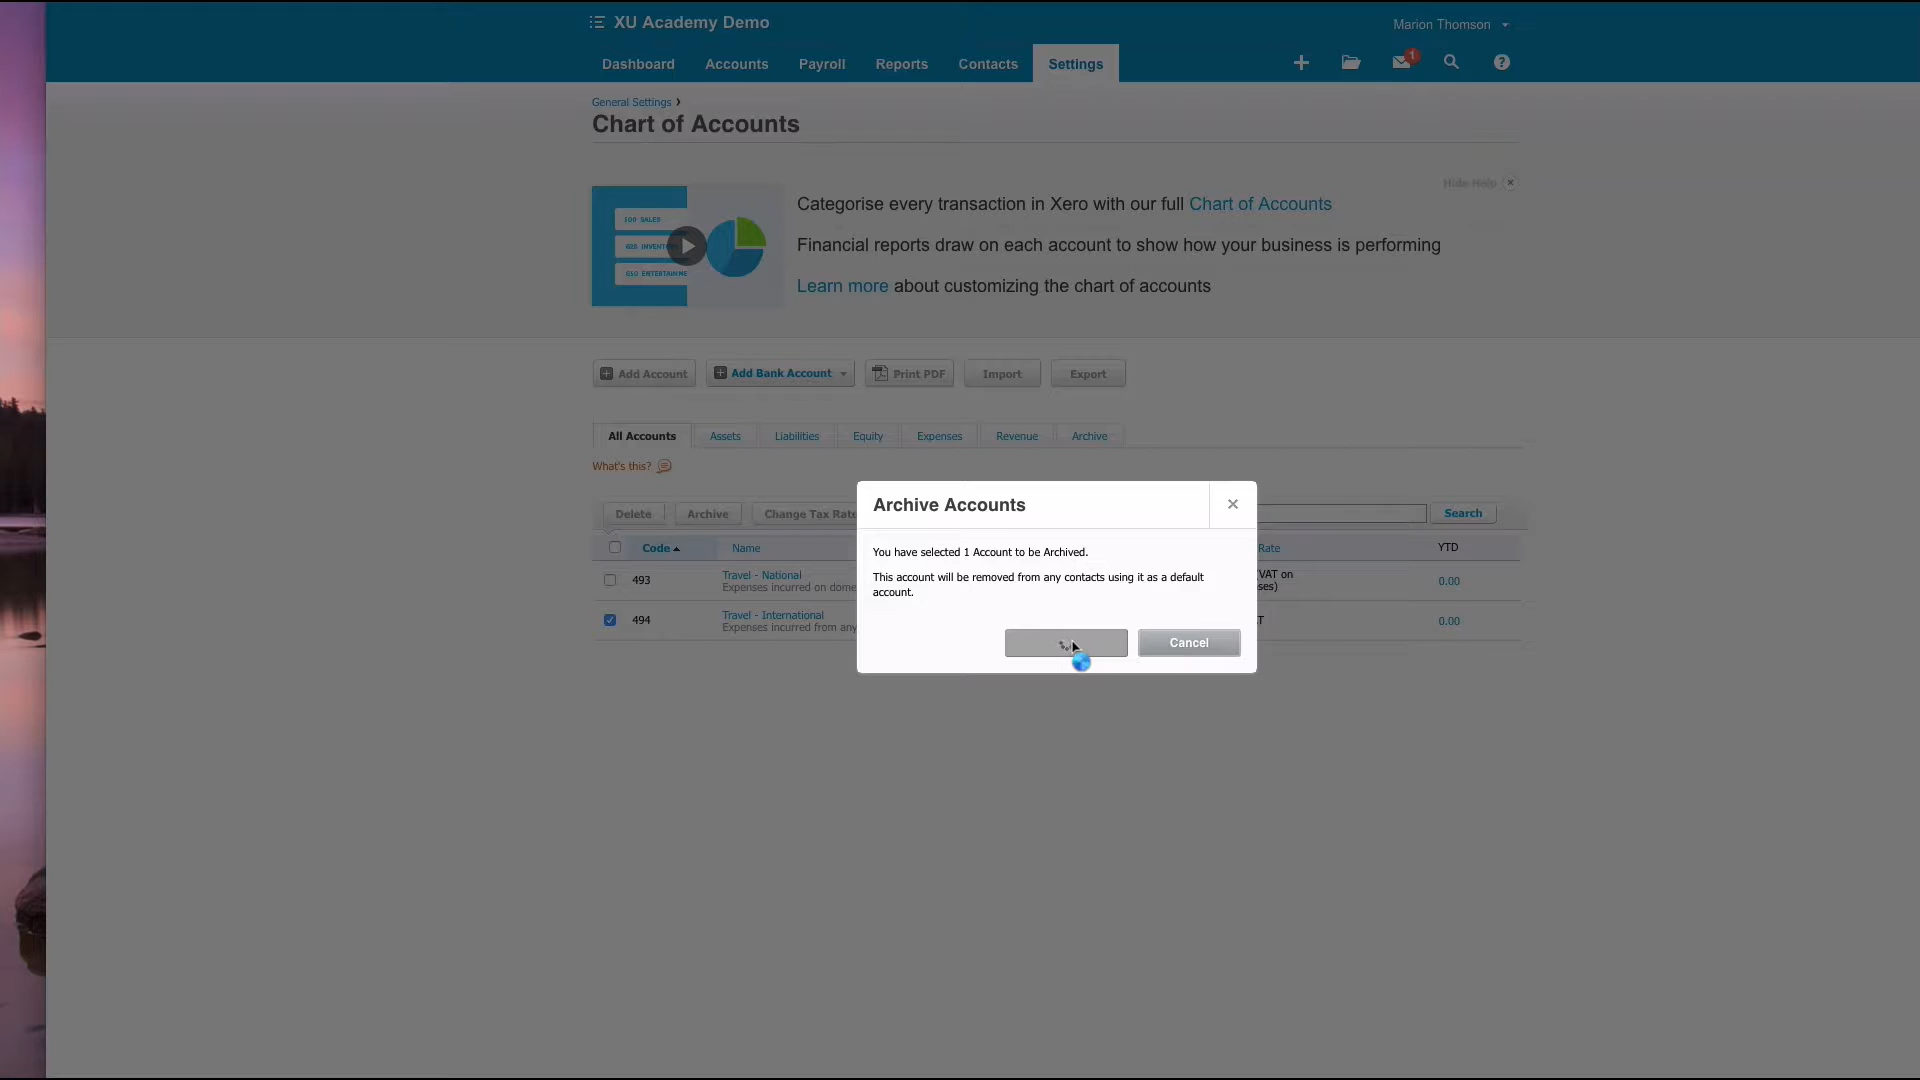 XU Academy Demo
Marion Thomson
Dashboard Accounts Payroll Reports Contacts Settings
1
General Settings ›
Chart of Accounts
Hide Help
100 SALES
ENTERTAINME
Categorise every transaction in Xero with our full Chart of Accounts
Financial reports draw on each account to show how your business is performing
Learn more about customizing the chart of accounts
Add Account Add Bank Account Print PDF Import Export
All Accounts Assets Liabilities Equity Expenses Revenue Archive
What's this?
Delete Archive Change Tax Rate Search
Code Name Rate YTD
493 Travel - National VAT on 0.00
Expenses incurred on dome
494 Travel - International 0.00
Expenses incurred from any
Archive Accounts
You have selected 1 Account to be Archived.
This account will be removed from any contacts using it as a default
account.
Cancel